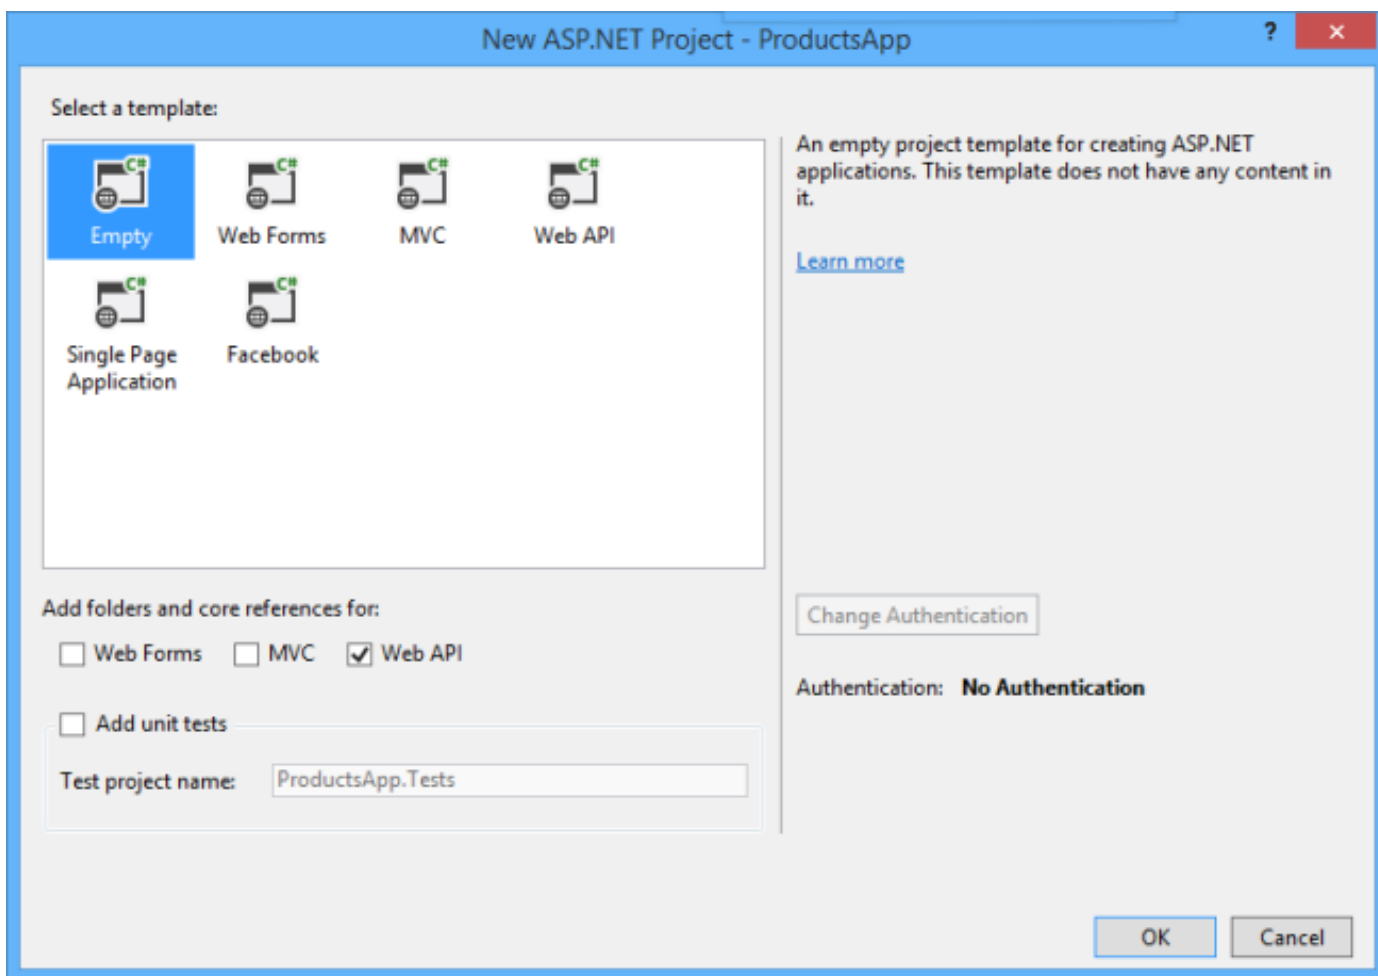 New ASP.NET Project - ProductsApp
?
Select a template:
C#
C#
C#
C#
Empty
Web Forms
MVC
Web API
C#
C#
Single Page
Application
Facebook
An empty project template for creating ASP.NET
applications. This template does not have any content in
it.
Learn more
Add folders and core references for:
Web Forms
MVC
Web API
Add unit tests
Test project name:
ProductsApp.Tests
Change Authentication
Authentication: No Authentication
OK
Cancel